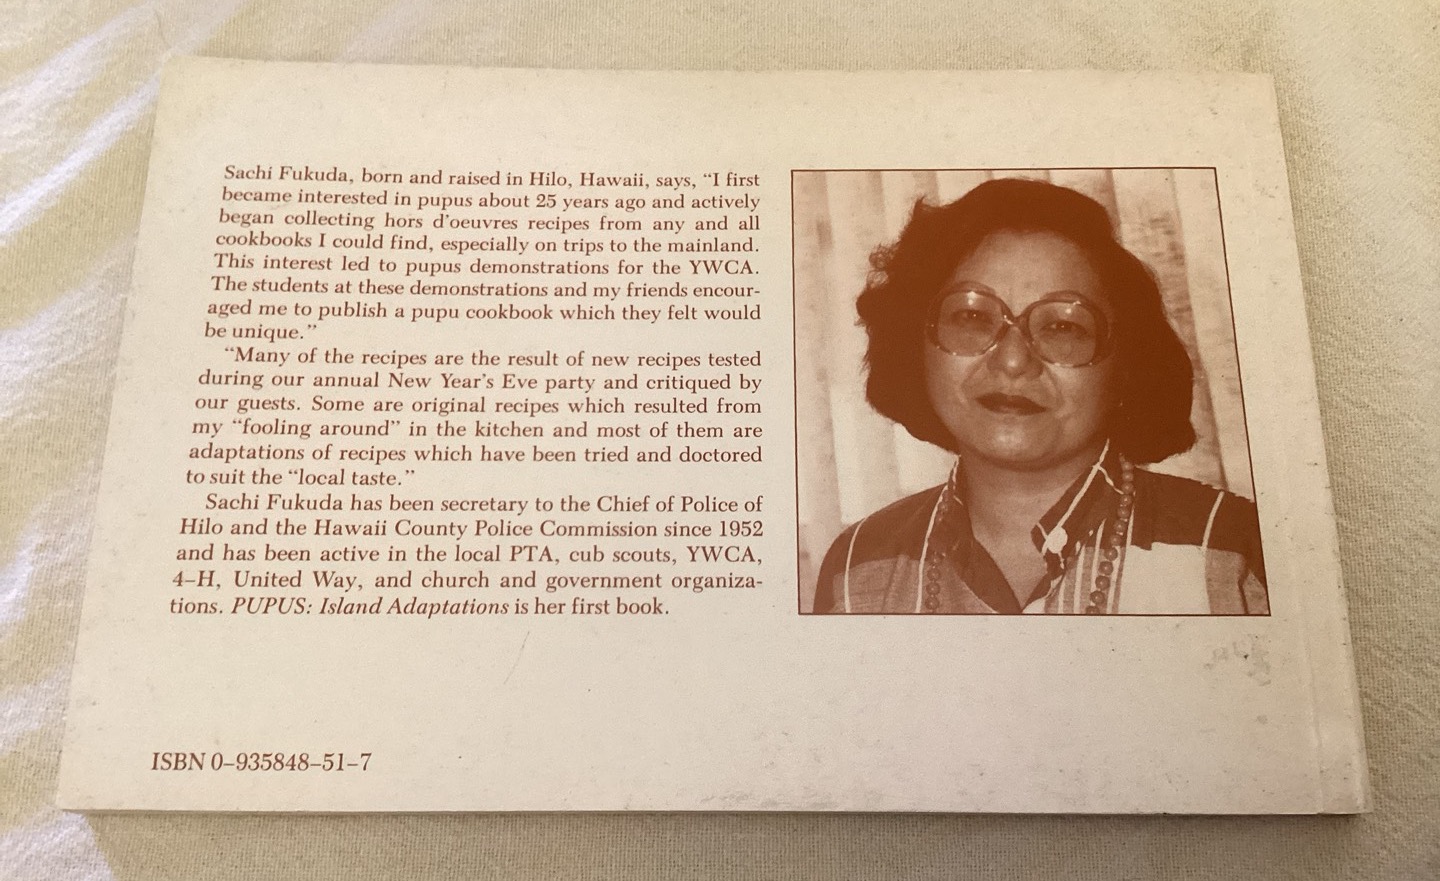 Sachi Fukuda, born and raised in Hilo, Hawaii, says, “I first
became interested in pupus about 25 years ago and actively
began collecting hors d'oeuvres recipes from any and all
cookbooks I could find, especially on trips to the mainland.
This interest led to pupus demonstrations for the YWCA.
The students at these demonstrations and my friends encour-
aged me to publish a pupu cookbook which they felt would
be unique.”
“Many of the recipes are the result of new recipes tested
during our annual New Year's Eve party and critiqued by
our guests. Some are original recipes which resulted from
my “fooling around” in the kitchen and most of them are
adaptations of recipes which have been tried and doctored
to suit the “local taste.”
Sachi Fukuda has been secretary to the Chief of Police of
Hilo and the Hawaii County Police Commission since 1952
and has been active in the local PTA, cub scouts, YWCA,
4–H, United Way, and church and government organiza-
tions. PUPUS: Island Adaptations is her first book.
ISBN 0–935848–51–7